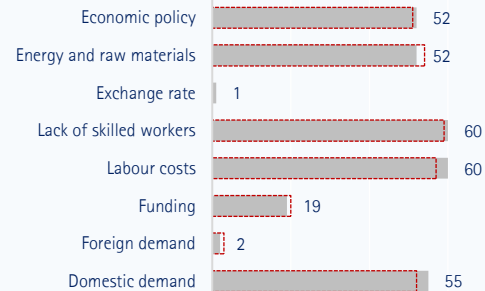 Economic policy 52
Energy and raw materials 52
Exchange rate 1
Lack of skilled workers 60
Labour costs 60
Funding 19
Foreign demand 2
Domestic demand 55